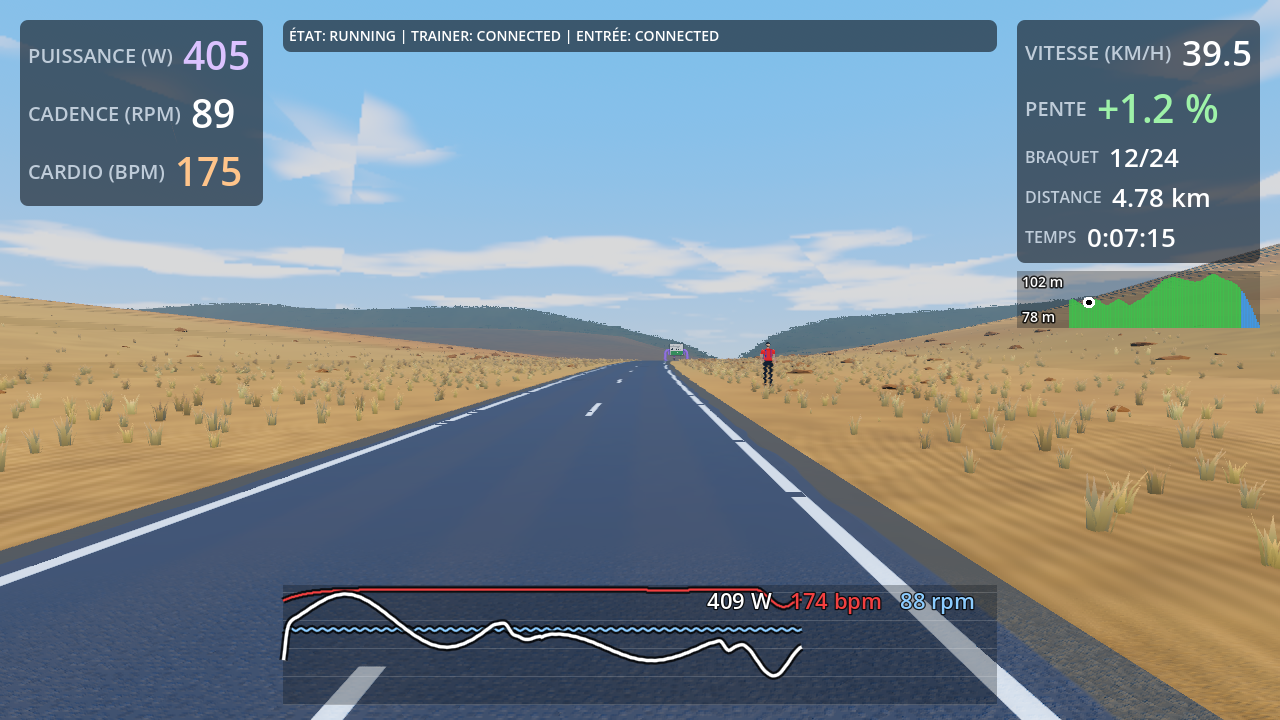 PUISSANCE (W) 405
CADENCE (RPM) 89
CARDIO (BPM) 175
ÉTAT: RUNNING | TRAINER: CONNECTED | ENTRÉE: CONNECTED
VITESSE (KM/H) 39.5
PENTE +1.2 %
BRAQUET 12/24
DISTANCE 4.78 km
TEMPS 0:07:15
102 m
78 m
409 W 174 bpm 88 rpm